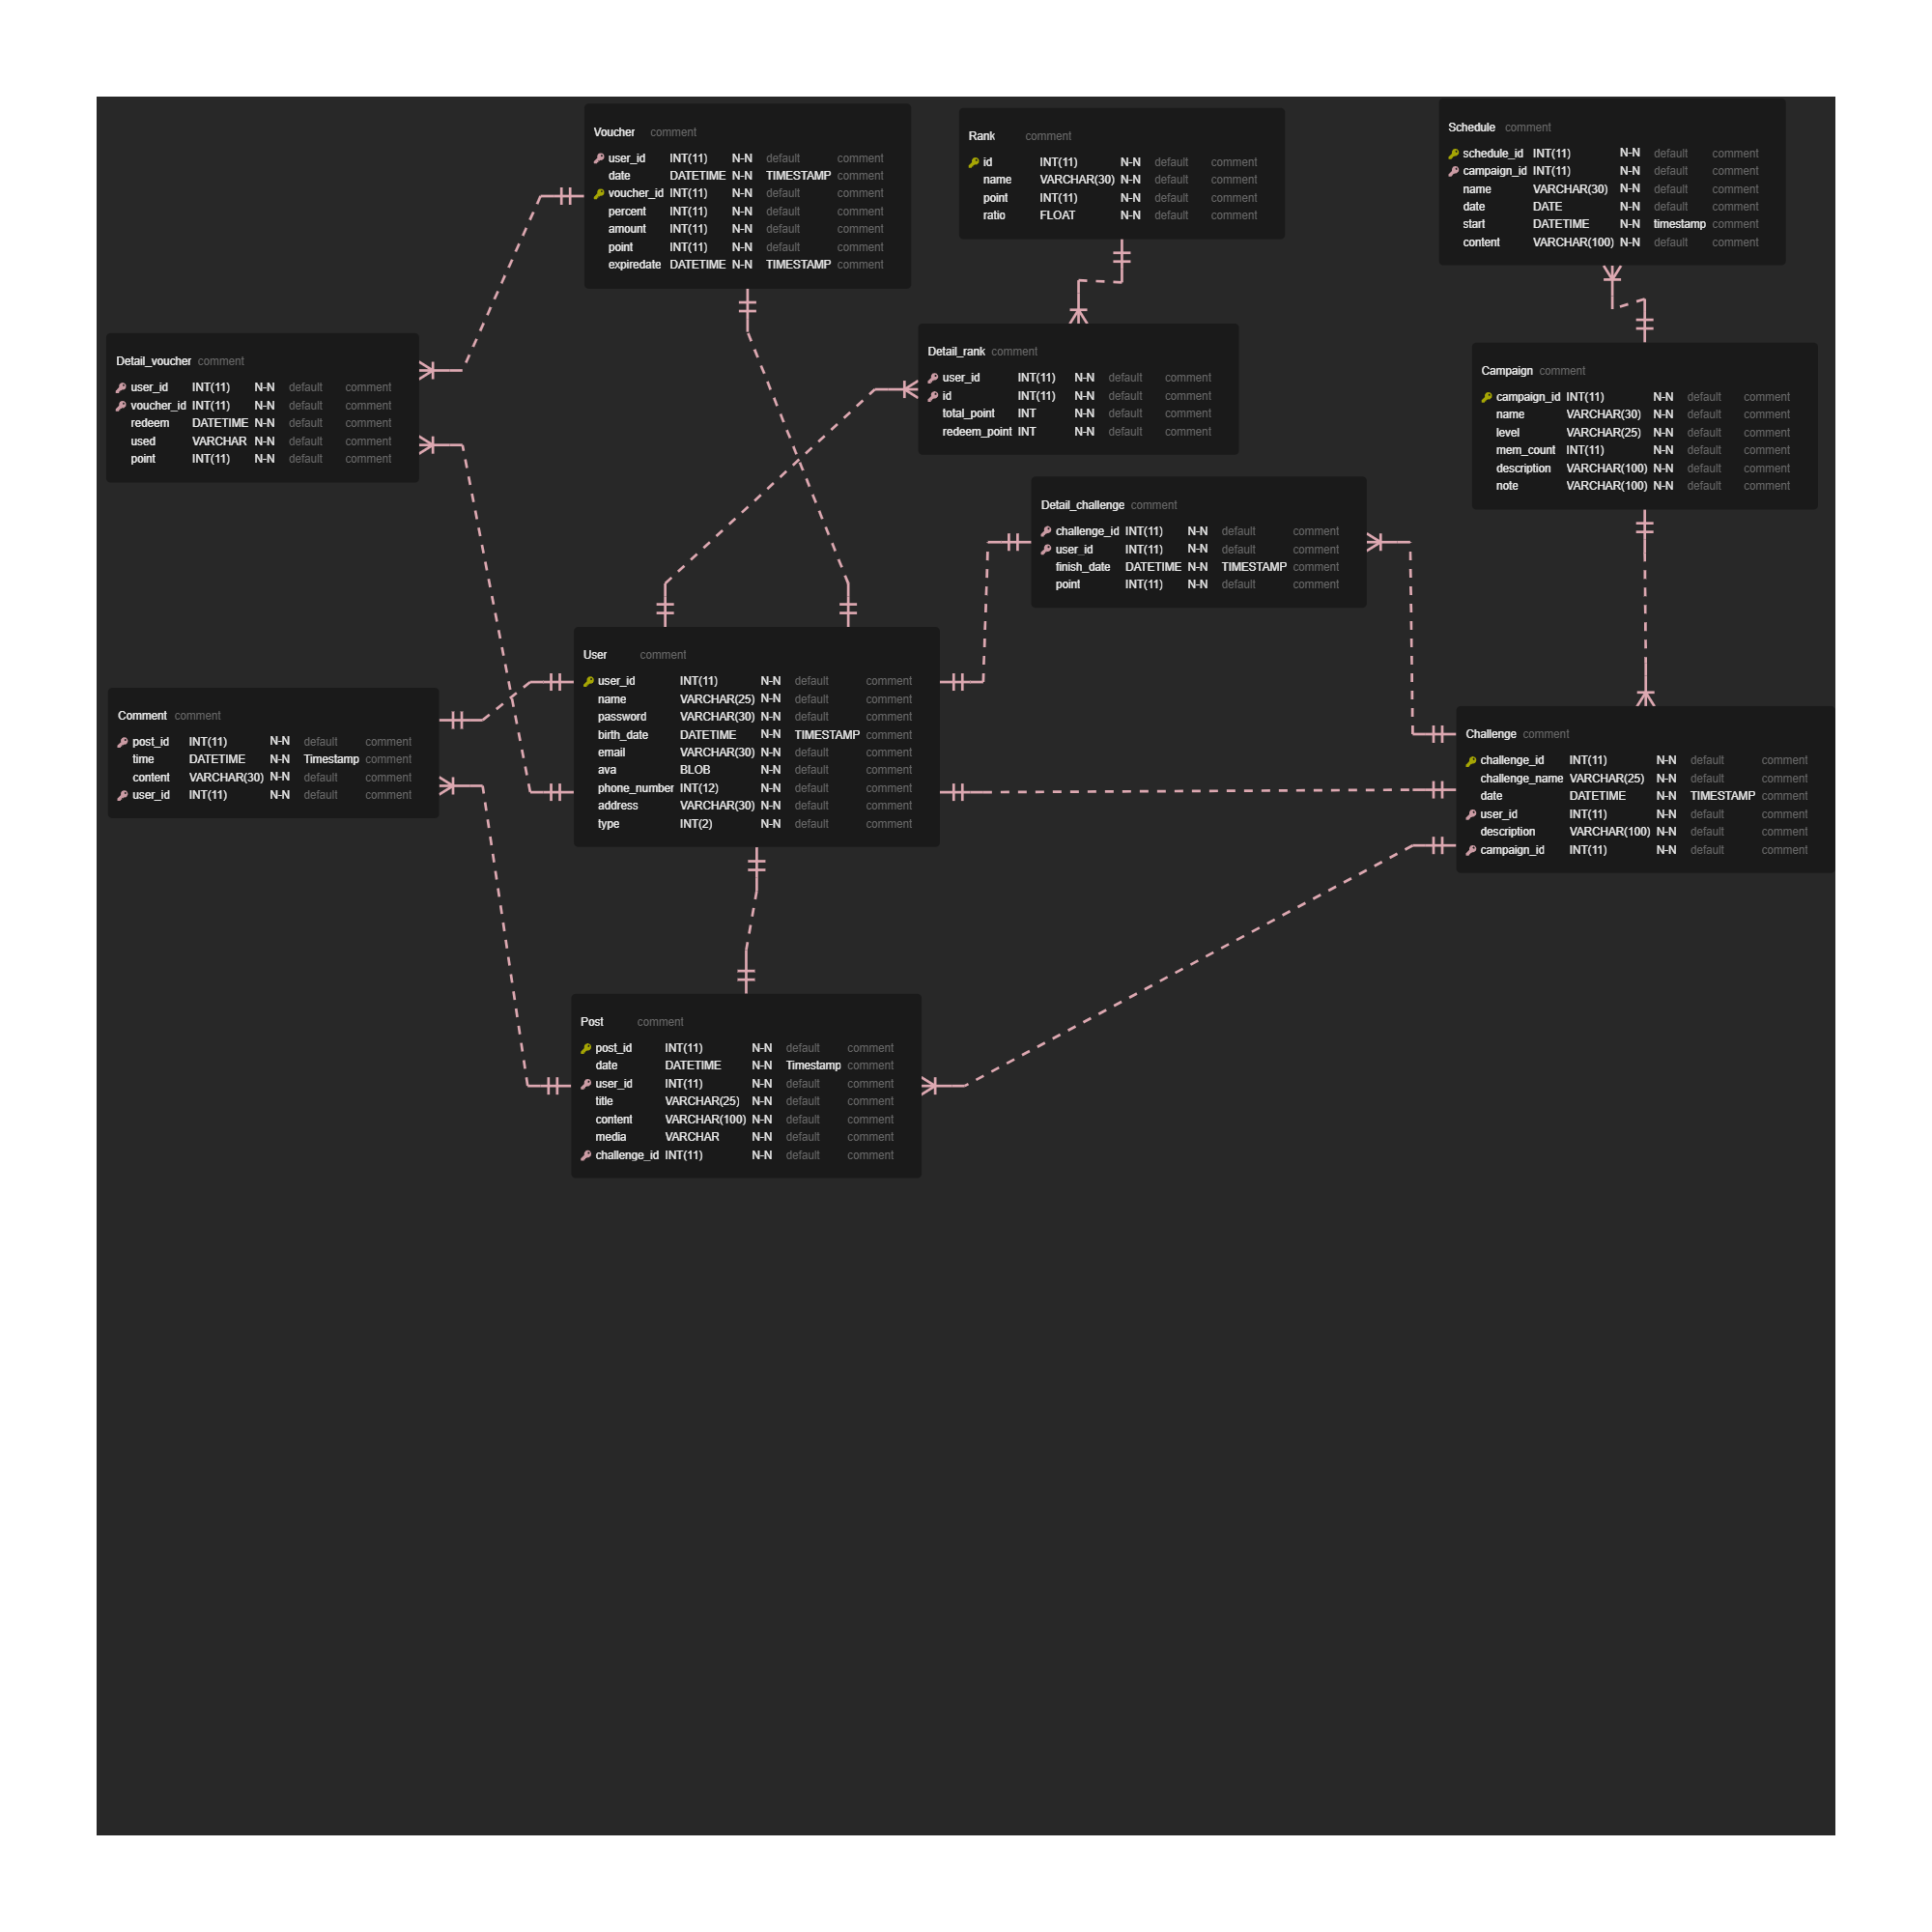 Voucher comment
user_id INT(11) N-N default comment
date DATETIME N-N TIMESTAMP comment
voucher_id INT(11) N-N default comment
percent INT(11) N-N default comment
amount INT(11) N-N default comment
point INT(11) N-N default comment
expiredate DATETIME N-N TIMESTAMP comment
Rank comment
id INT(11) N-N default comment
name VARCHAR(30) N-N default comment
point INT(11) N-N default comment
ratio FLOAT N-N default comment
Schedule comment
schedule_id INT(11) N-N default comment
campaign_id INT(11) N-N default comment
name VARCHAR(30) N-N default comment
date DATE N-N default comment
start DATETIME N-N timestamp comment
content VARCHAR(100) N-N default comment
Detail_voucher comment
user_id INT(11) N-N default comment
voucher_id INT(11) N-N default comment
redeem DATETIME N-N default comment
used VARCHAR N-N default comment
point INT(11) N-N default comment
Detail_rank comment
user_id INT(11) N-N default comment
id INT(11) N-N default comment
total_point INT N-N default comment
redeem_point INT N-N default comment
Campaign comment
campaign_id INT(11) N-N default comment
name VARCHAR(30) N-N default comment
level VARCHAR(25) N-N default comment
mem_count INT(11) N-N default comment
description VARCHAR(100) N-N default comment
note VARCHAR(100) N-N default comment
Detail_challenge comment
challenge_id INT(11) N-N default comment
user_id INT(11) N-N default comment
finish_date DATETIME N-N TIMESTAMP comment
point INT(11) N-N default comment
User comment
user_id INT(11) N-N default comment
name VARCHAR(25) N-N default comment
password VARCHAR(30) N-N default comment
birth_date DATETIME N-N TIMESTAMP comment
email VARCHAR(30) N-N default comment
ava BLOB N-N default comment
phone_number INT(12) N-N default comment
address VARCHAR(30) N-N default comment
type INT(2) N-N default comment
Comment comment
post_id INT(11) N-N default comment
time DATETIME N-N Timestamp comment
content VARCHAR(30) N-N default comment
user_id INT(11) N-N default comment
Challenge comment
challenge_id INT(11) N-N default comment
challenge_name VARCHAR(25) N-N default comment
date DATETIME N-N TIMESTAMP comment
user_id INT(11) N-N default comment
description VARCHAR(100) N-N default comment
campaign_id INT(11) N-N default comment
Post comment
post_id INT(11) N-N default comment
date DATETIME N-N Timestamp comment
user_id INT(11) N-N default comment
title VARCHAR(25) N-N default comment
content VARCHAR(100) N-N default comment
media VARCHAR N-N default comment
challenge_id INT(11) N-N default comment